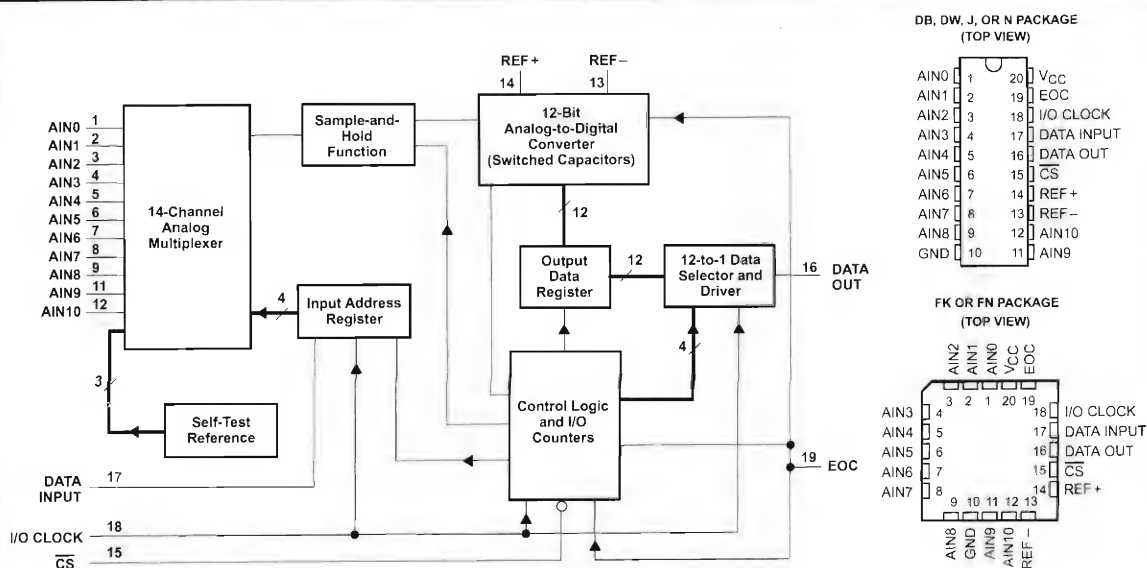 REF+
14
REF−
13
12-Bit
Analog-to-Digital
Converter
(Switched Capacitors)
Sample-and-
Hold
Function
14-Channel
Analog
Multiplexer
AIN0 1
AIN1 2
AIN2 3
AIN3 4
AIN4 5
AIN5 6
AIN6 7
AIN7 8
AIN8 9
AIN9 11
AIN10 12
12
Output
Data
Register
12
12-to-1 Data
Selector and
Driver
16 DATA
OUT
4
Input Address
Register
4
3
Self-Test
Reference
Control Logic
and I/O
Counters
19 EOC
DATA
INPUT
17
I/O CLOCK 18
CS 15
DB, DW, J, OR N PACKAGE
(TOP VIEW)
AIN0 1 20 VCC
AIN1 2 19 EOC
AIN2 3 18 I/O CLOCK
AIN3 4 17 DATA INPUT
AIN4 5 16 DATA OUT
AIN5 6 15 CS
AIN6 7 14 REF+
AIN7 8 13 REF−
AIN8 9 12 AIN10
GND 10 11 AIN9
FK OR FN PACKAGE
(TOP VIEW)
AIN2 AIN1 AIN0 VCC EOC
3 2 1 20 19
AIN3 4 18 I/O CLOCK
AIN4 5 17 DATA INPUT
AIN5 6 16 DATA OUT
AIN6 7 15 CS
AIN7 8 14 REF+
9 10 11 12 13
AIN8 GND AIN9 AIN10 REF−